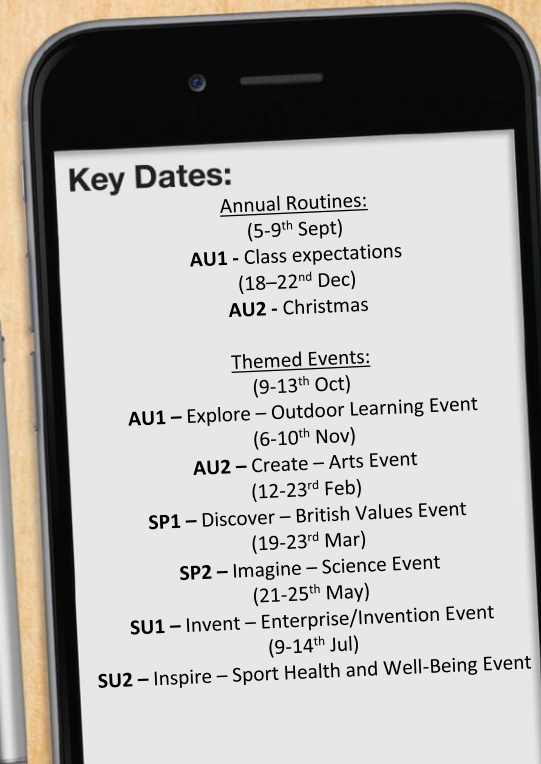 Key Dates:
Annual Routines:
(5-9th Sept)
AU1 - Class expectations
(18–22nd Dec)
AU2 - Christmas
Themed Events:
(9-13th Oct)
AU1 – Explore – Outdoor Learning Event
(6-10th Nov)
AU2 – Create – Arts Event
(12-23rd Feb)
SP1 – Discover – British Values Event
(19-23rd Mar)
SP2 – Imagine – Science Event
(21-25th May)
SU1 – Invent – Enterprise/Invention Event
(9-14th Jul)
SU2 – Inspire – Sport Health and Well-Being Event